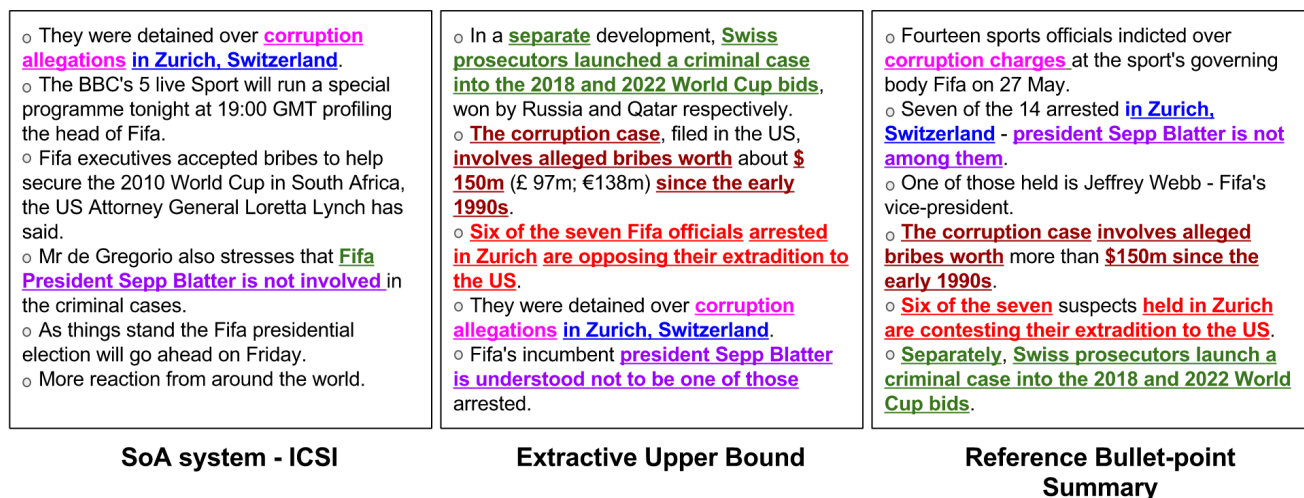 o They were detained over corruption
allegations in Zurich, Switzerland.
o The BBC's 5 live Sport will run a special
programme tonight at 19:00 GMT profiling
the head of Fifa.
o Fifa executives accepted bribes to help
secure the 2010 World Cup in South Africa,
the US Attorney General Loretta Lynch has
said.
o Mr de Gregorio also stresses that Fifa
President Sepp Blatter is not involved in
the criminal cases.
o As things stand the Fifa presidential
election will go ahead on Friday.
o More reaction from around the world.
SoA system - ICSI
o In a separate development, Swiss
prosecutors launched a criminal case
into the 2018 and 2022 World Cup bids,
won by Russia and Qatar respectively.
o The corruption case, filed in the US,
involves alleged bribes worth about $
150m (£ 97m; €138m) since the early
1990s.
o Six of the seven Fifa officials arrested
in Zurich are opposing their extradition to
the US.
o They were detained over corruption
allegations in Zurich, Switzerland.
o Fifa's incumbent president Sepp Blatter
is understood not to be one of those
arrested.
Extractive Upper Bound
o Fourteen sports officials indicted over
corruption charges at the sport's governing
body Fifa on 27 May.
o Seven of the 14 arrested in Zurich,
Switzerland - president Sepp Blatter is not
among them.
o One of those held is Jeffrey Webb - Fifa's
vice-president.
o The corruption case involves alleged
bribes worth more than $150m since the
early 1990s.
o Six of the seven suspects held in Zurich
are contesting their extradition to the US.
o Separately, Swiss prosecutors launch a
criminal case into the 2018 and 2022 World
Cup bids.
Reference Bullet-point
Summary